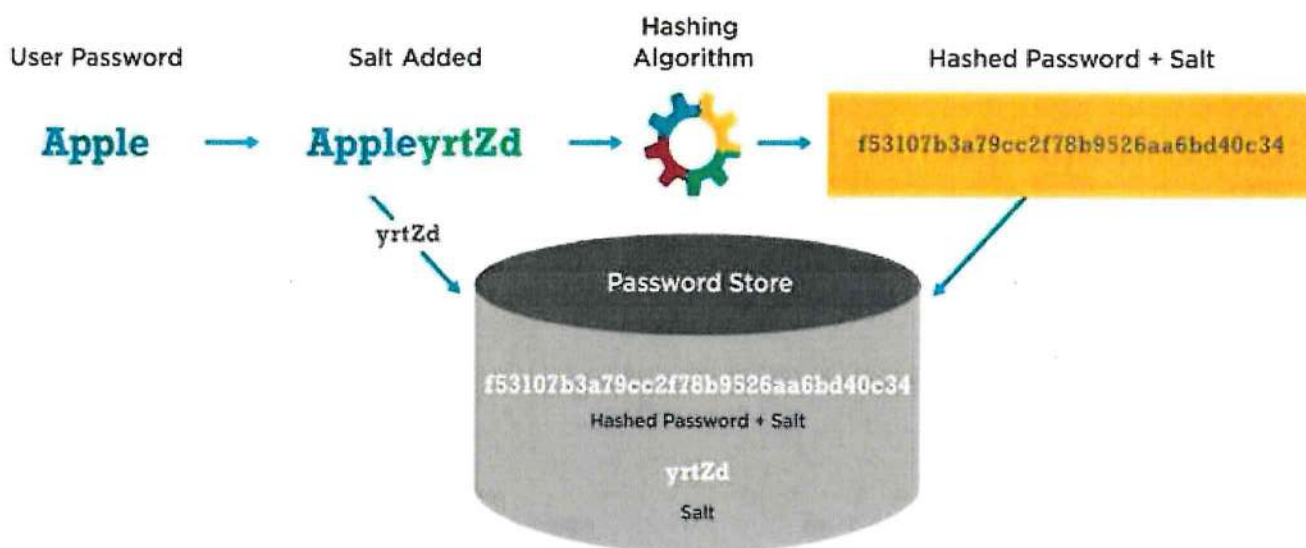 User Password
Salt Added
Hashing
Algorithm
Hashed Password + Salt
Apple
AppleyrtZd
f53107b3a79cc2f78b9526aa6bd40c34
yrtZd
Password Store
f53107b3a79cc2f78b9526aa6bd40c34
Hashed Password + Salt
yrtZd
Salt